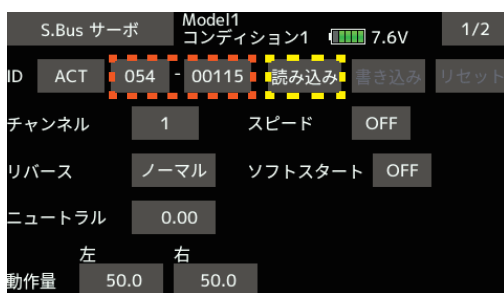 S.Bus サーボ Model1 コンディション1 7.6V 1/2
ID ACT 054 - 00115 読み込み 書き込み リセット
チャンネル 1 スピード OFF
リバース ノーマル ソフトスタート OFF
ニュートラル 0.00
左 右
動作量 50.0 50.0